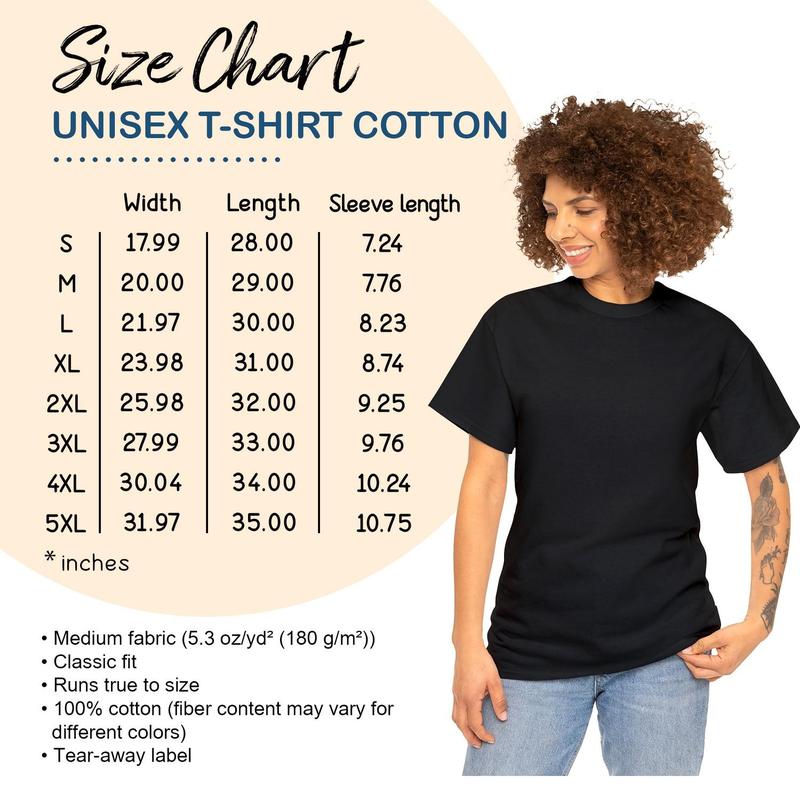 Size Chart
UNISEX T-SHIRT COTTON
Width Length Sleeve length
S 17.99 28.00 7.24
M 20.00 29.00 7.76
L 21.97 30.00 8.23
XL 23.98 31.00 8.74
2XL 25.98 32.00 9.25
3XL 27.99 33.00 9.76
4XL 30.04 34.00 10.24
5XL 31.97 35.00 10.75
* inches
• Medium fabric (5.3 oz/yd² (180 g/m²))
• Classic fit
• Runs true to size
• 100% cotton (fiber content may vary for
different colors)
• Tear-away label